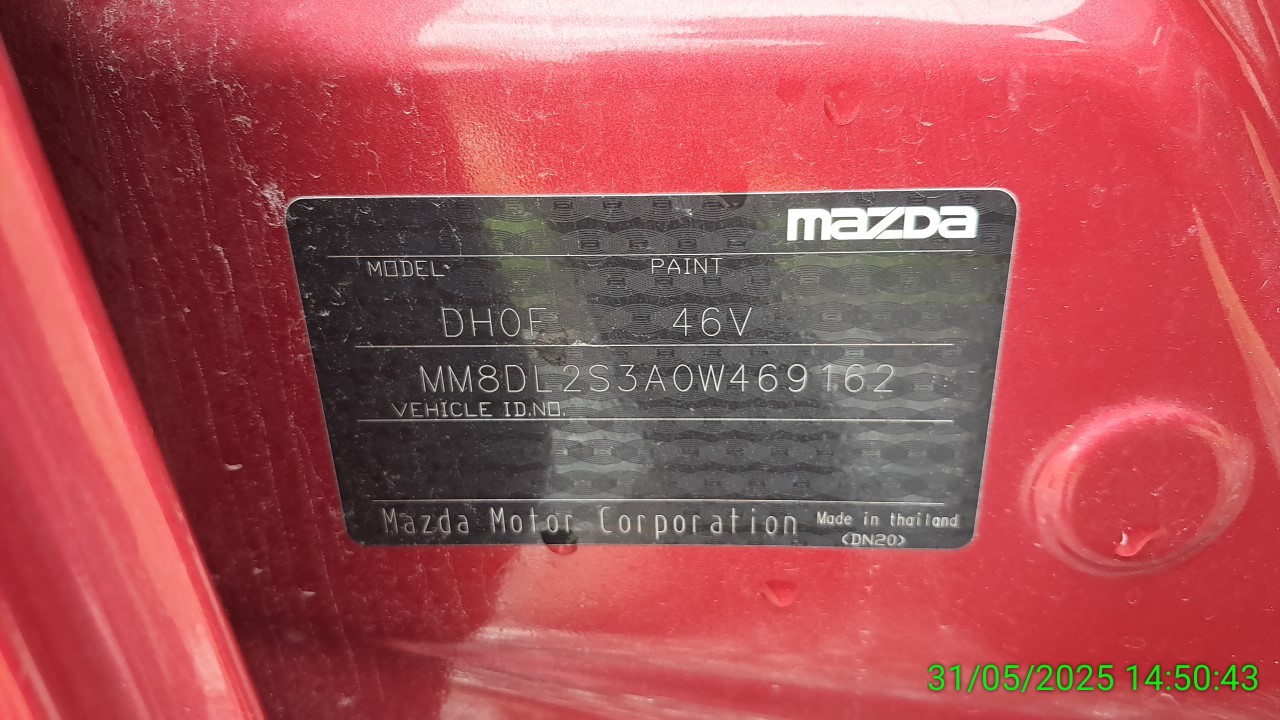 mazda
MODEL PAINT
DH0F 46V
MM8DL2S3A0W469162
VEHICLE ID.NO.
Mazda Motor Corporation Made in thailand
(DN20)
31/05/2025 14:50:43